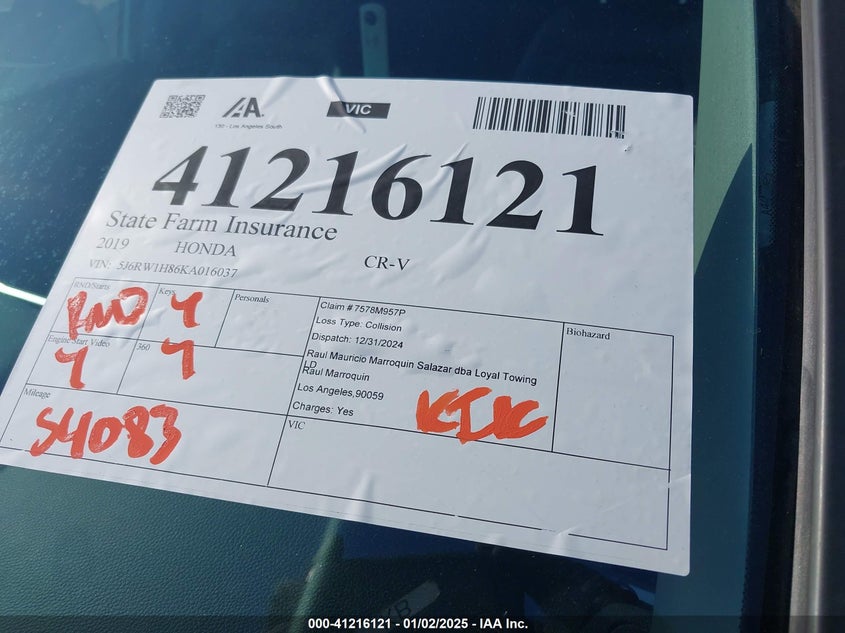 IAA.
VIC
130 - Los Angeles South
41216121
State Farm Insurance
2019 HONDA CR-V
VIN: 5J6RW1H86KA016037
RND/Starts Keys Personals
RND Y
Claim # 7578M957P
Loss Type: Collision
Dispatch: 12/31/2024
Raul Mauricio Marroquin Salazar dba Loyal Towing
LD
Raul Marroquin
Los Angeles,90059
Charges: Yes
Biohazard
Engine Start Video 360
Y Y
Mileage
54083
VIC
000-41216121 - 01/02/2025 - IAA Inc.